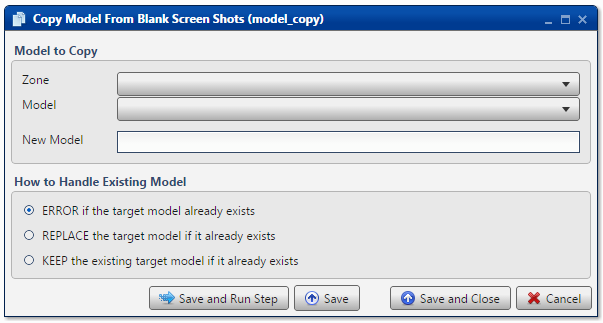 Copy Model From Blank Screen Shots (model_copy)
Model to Copy
Zone
Model
New Model
How to Handle Existing Model
ERROR if the target model already exists
REPLACE the target model if it already exists
KEEP the existing target model if it already exists
Save and Run Step Save Save and Close Cancel